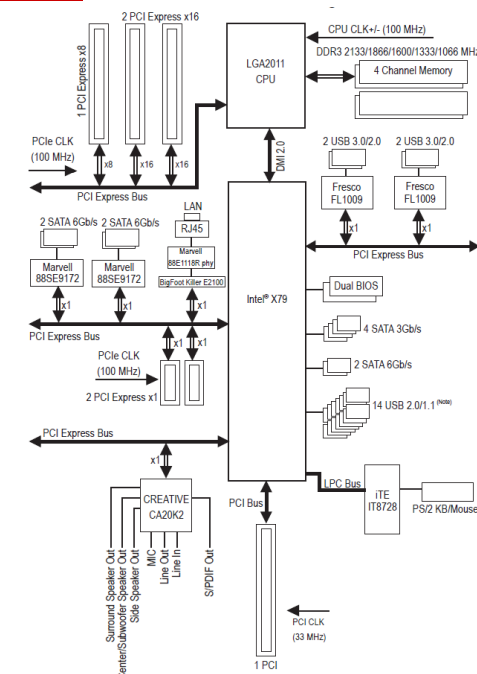 2 PCI Express x16
1 PCI Express x8
PCIe CLK
(100 MHz)
x8
x16
x16
PCI Express Bus
LGA2011
CPU
CPU CLK+/- (100 MHz)
DDR3 2133/1866/1600/1333/1066 MHz
4 Channel Memory
DMI 2.0
2 USB 3.0/2.0
2 USB 3.0/2.0
Fresco
FL1009
Fresco
FL1009
x1
x1
PCI Express Bus
LAN
RJ45
Marvell
88E1118R phy
BigFoot Killer E2100
2 SATA 6Gb/s
2 SATA 6Gb/s
Marvell
88SE9172
Marvell
88SE9172
x1
x1
x1
PCI Express Bus
x1
x1
PCIe CLK
(100 MHz)
2 PCI Express x1
Intel® X79
Dual BIOS
4 SATA 3Gb/s
2 SATA 6Gb/s
14 USB 2.0/1.1 (Note)
PCI Express Bus
x1
CREATIVE
CA20K2
Surround Speaker Out
enter/Subwoofer Speaker Out
Side Speaker Out
MIC
Line Out
Line In
S/PDIF Out
LPC Bus
iTE
IT8728
PS/2 KB/Mouse
PCI Bus
PCI CLK
(33 MHz)
1 PCI